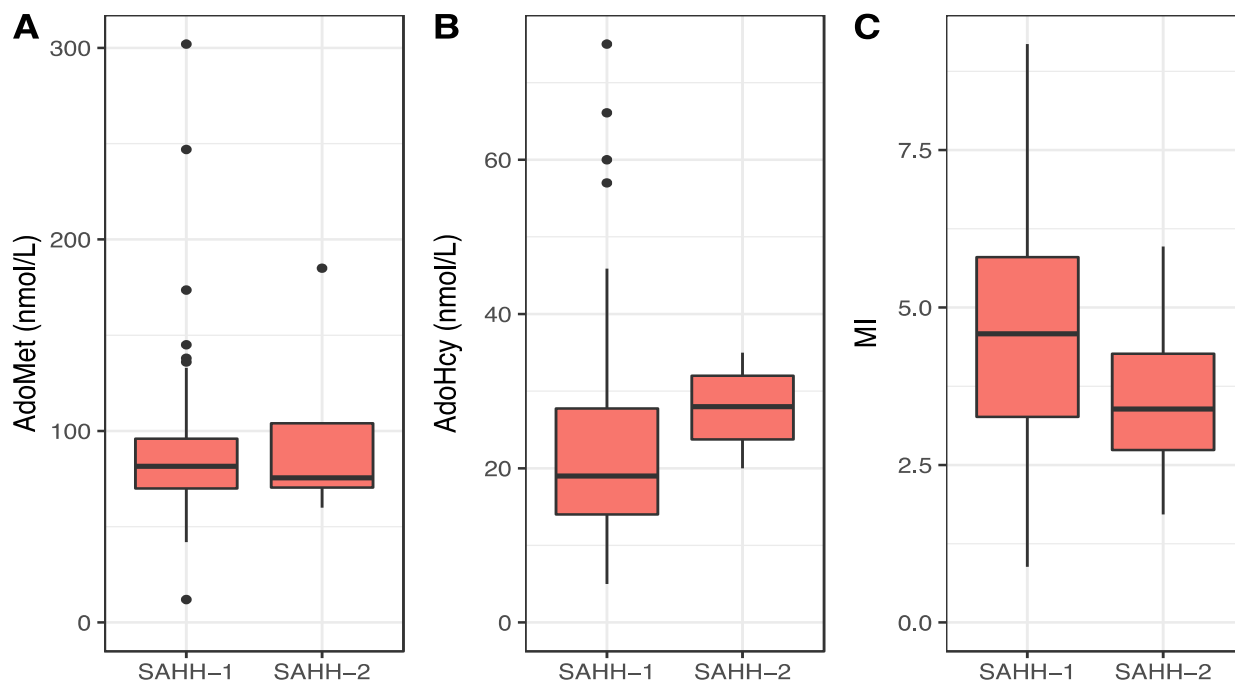 A
AdoMet (nmol/L)
300
200
100
0
SAHH−1
SAHH−2
B
AdoHcy (nmol/L)
60
40
20
0
SAHH−1
SAHH−2
C
MI
7.5
5.0
2.5
0.0
SAHH−1
SAHH−2